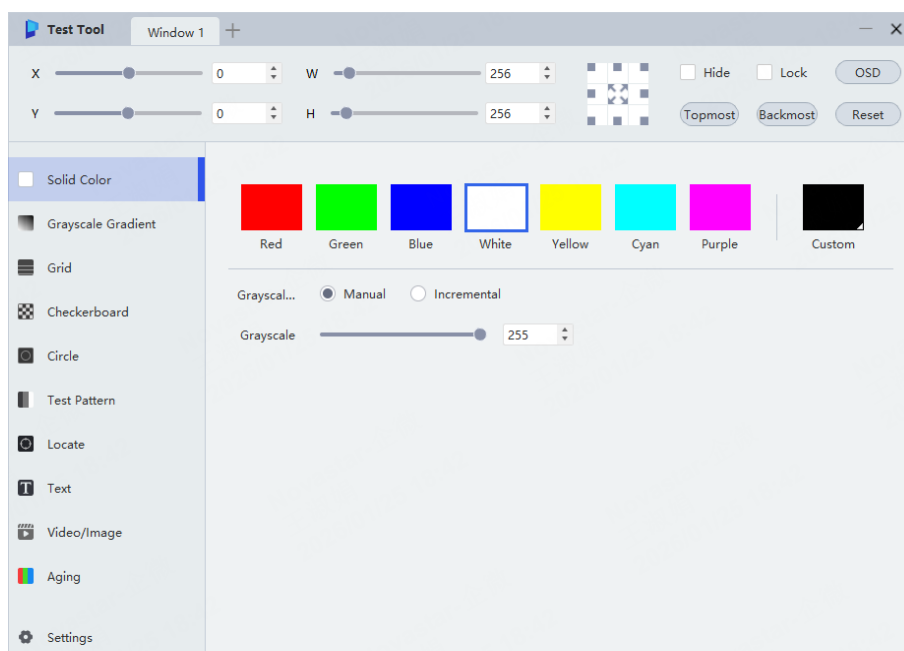 Test Tool Window 1
X 0 W 256 Hide Lock OSD
Y 0 H 256 Topmost Backmost Reset
Solid Color
Grayscale Gradient
Grid
Checkerboard
Circle
Test Pattern
Locate
T Text
Video/Image
Aging
Settings
Red Green Blue White Yellow Cyan Purple Custom
Grayscal... Manual Incremental
Grayscale 255